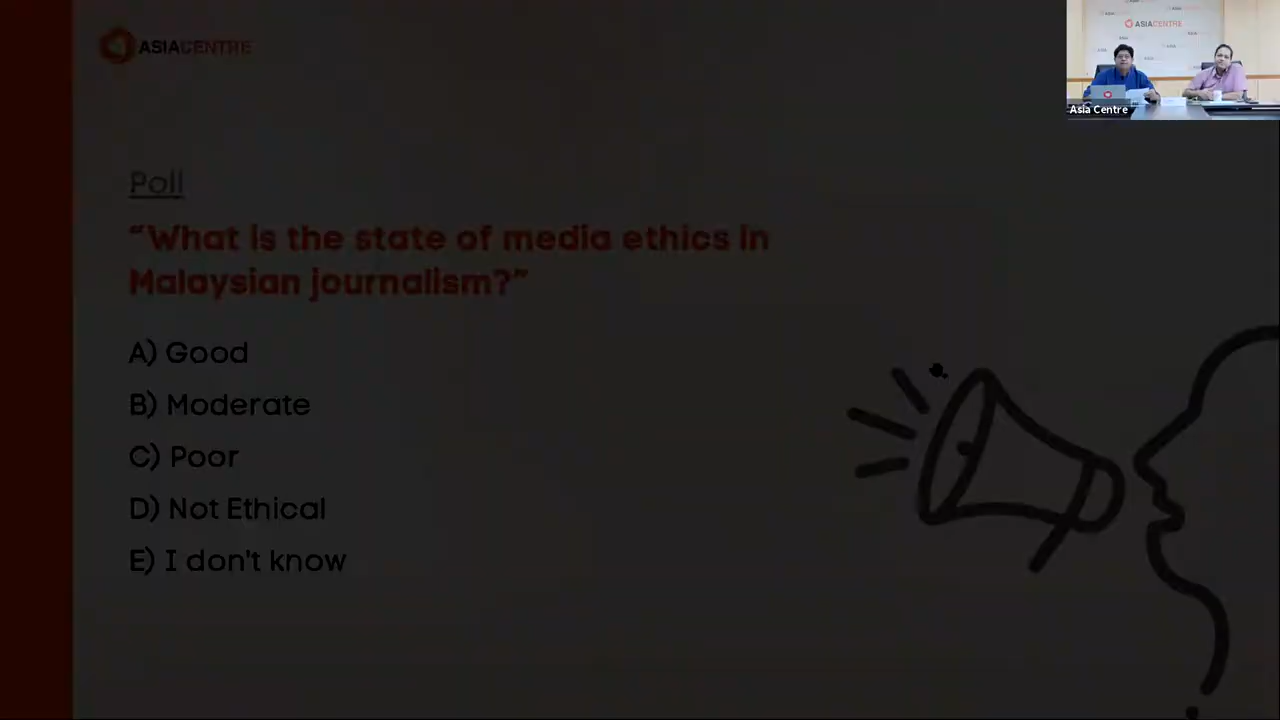 ASIACENTRE
ASIACENTRE
Asia Centre
Poll
“What is the state of media ethics in
Malaysian journalism?”
A) Good
B) Moderate
C) Poor
D) Not Ethical
E) I don't know